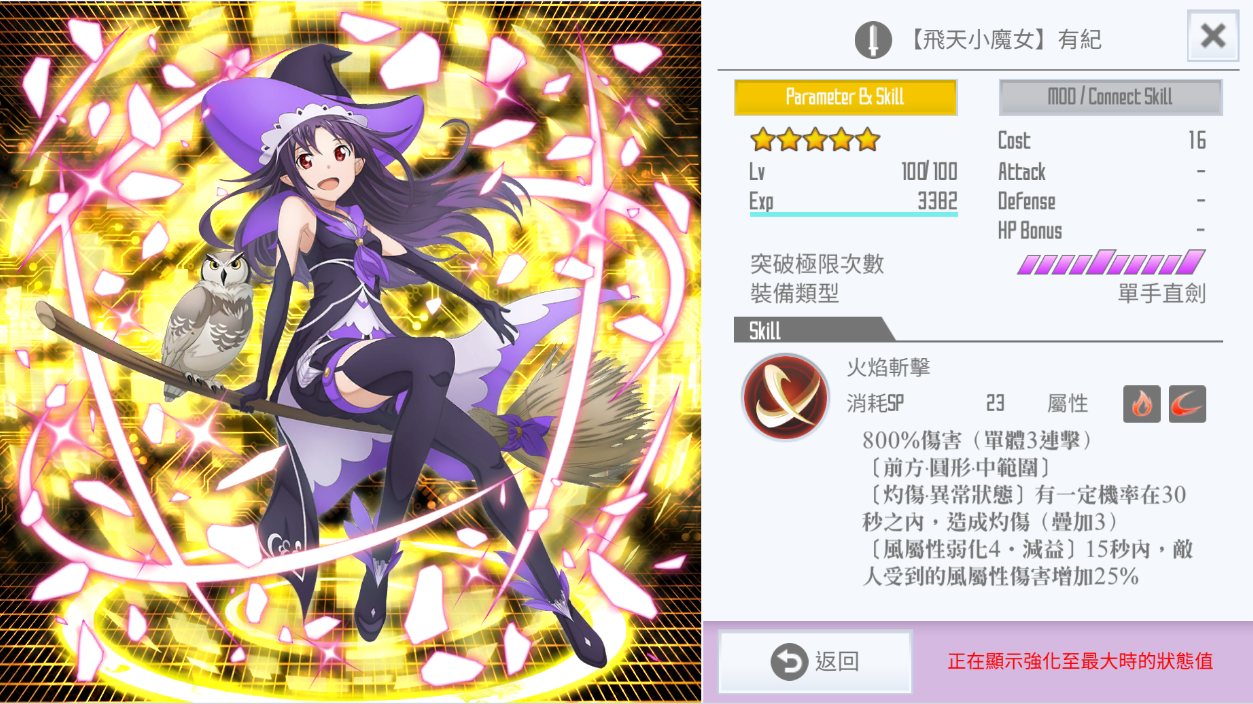 【飛天小魔女】有紀
Parameter & Skill
MOD / Connect Skill
Lv 100/100
Exp 3382
Cost 16
Attack -
Defense -
HP Bonus -
突破極限次數
裝備類型 單手直劍
Skill
火焰斬擊
消耗SP 23 屬性
800%傷害（單體3連擊）
〔前方·圓形·中範圍〕
〔灼傷·異常狀態〕有一定機率在30
秒之內，造成灼傷（疊加3）
〔風屬性弱化4·減益〕15秒內，敵
人受到的風屬性傷害增加25%
返回
正在顯示強化至最大時的狀態值